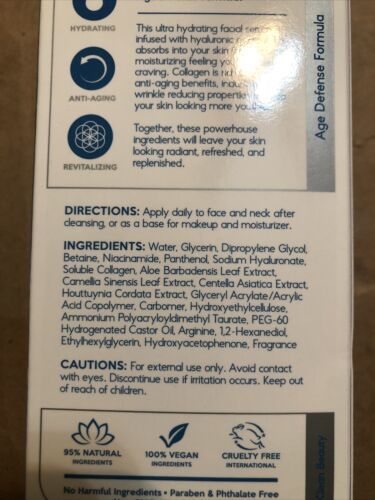 HYDRATING
This ultra hydrating facial
infused with hyaluronic
absorbs into your skin
moisturizing feeling you
craving. Collagen is
anti-aging benefits,
wrinkle reducing
your skin looking more
ANTI-AGING
Together, these powerhouse
ingredients will leave your skin
looking radiant, refreshed, and
replenished.
REVITALIZING
Age Defense Formula
DIRECTIONS: Apply daily to face and neck after
cleansing, or as a base for makeup and moisturizer.
INGREDIENTS: Water, Glycerin, Dipropylene Glycol,
Betaine, Niacinamide, Panthenol, Sodium Hyaluronate,
Soluble Collagen, Aloe Barbadensis Leaf Extract,
Camellia Sinensis Leaf Extract, Centella Asiatica Extract,
Houttuynia Cordata Extract, Glyceryl Acrylate/Acrylic
Acid Copolymer, Carbomer, Hydroxyethylcellulose,
Ammonium Polyacryloyldimethyl Taurate, PEG-60
Hydrogenated Castor Oil, Arginine, 1,2-Hexanediol,
Ethylhexylglycerin, Hydroxyacetophenone, Fragrance
CAUTIONS: For external use only. Avoid contact
with eyes. Discontinue use if irritation occurs. Keep out
of reach of children.
95% NATURAL
INGREDIENTS
100% VEGAN
INGREDIENTS
CRUELTY FREE
INTERNATIONAL
Beauty
No Harmful Ingredients • Paraben & Phthalate Free